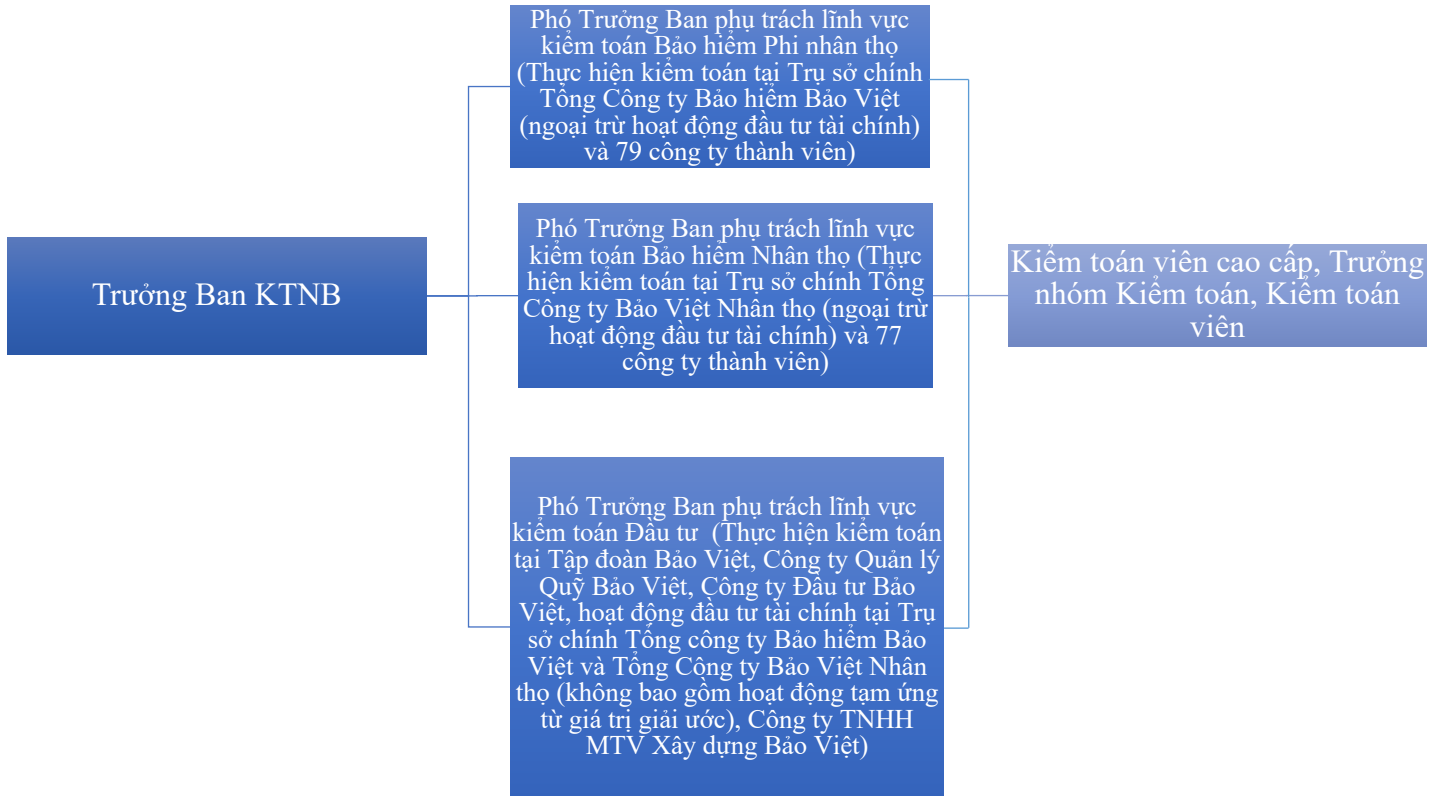 Trưởng Ban KTNB
Phó Trưởng Ban phụ trách lĩnh vực
kiểm toán Bảo hiểm Phi nhân thọ
(Thực hiện kiểm toán tại Trụ sở chính
Tổng Công ty Bảo hiểm Bảo Việt
(ngoại trừ hoạt động đầu tư tài chính)
và 79 công ty thành viên)
Phó Trưởng Ban phụ trách lĩnh vực
kiểm toán Bảo hiểm Nhân thọ (Thực
hiện kiểm toán tại Trụ sở chính Tổng
Công ty Bảo Việt Nhân thọ (ngoại trừ
hoạt động đầu tư tài chính) và 77
công ty thành viên)
Phó Trưởng Ban phụ trách lĩnh vực
kiểm toán Đầu tư (Thực hiện kiểm toán
tại Tập đoàn Bảo Việt, Công ty Quản lý
Quỹ Bảo Việt, Công ty Đầu tư Bảo
Việt, hoạt động đầu tư tài chính tại Trụ
sở chính Tổng công ty Bảo hiểm Bảo
Việt và Tổng Công ty Bảo Việt Nhân
thọ (không bao gồm hoạt động tạm ứng
từ giá trị giải ước), Công ty TNHH
MTV Xây dựng Bảo Việt)
Kiểm toán viên cao cấp, Trưởng
nhóm Kiểm toán, Kiểm toán
viên